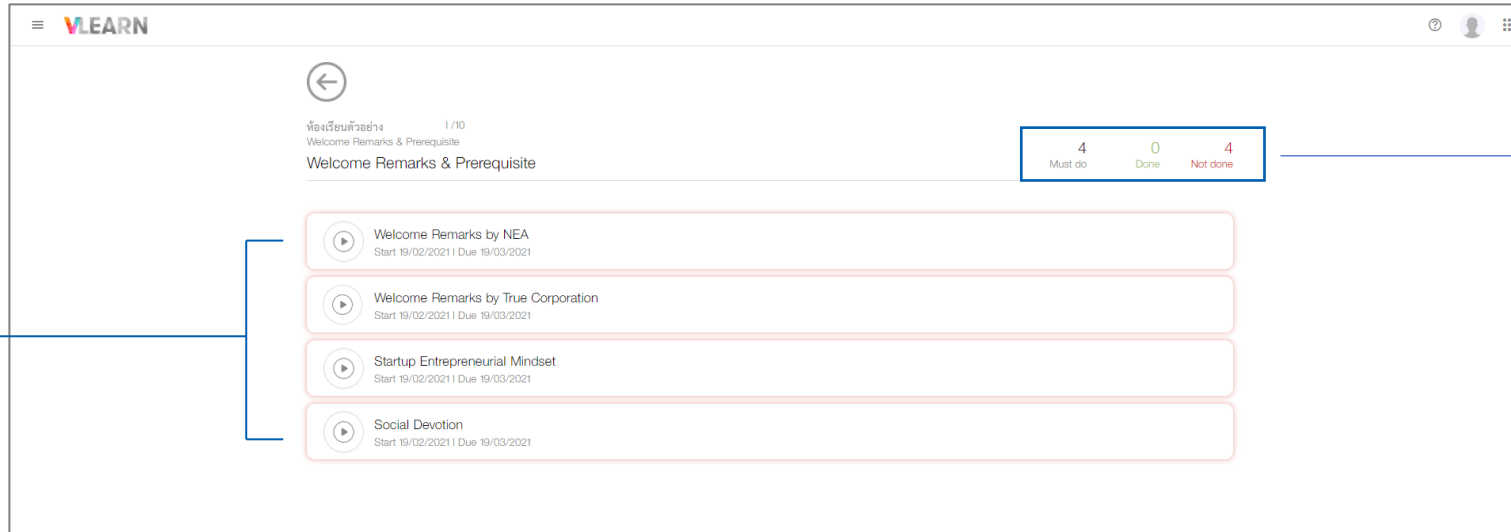 VLEARN
ห้องเรียนตัวอย่าง 1 /10
Welcome Remarks & Prerequisite
Welcome Remarks & Prerequisite
4 0 4
Must do Done Not done
Welcome Remarks by NEA
Start 19/02/2021 | Due 19/03/2021
Welcome Remarks by True Corporation
Start 19/02/2021 | Due 19/03/2021
Startup Entrepreneurial Mindset
Start 19/02/2021 | Due 19/03/2021
Social Devotion
Start 19/02/2021 | Due 19/03/2021